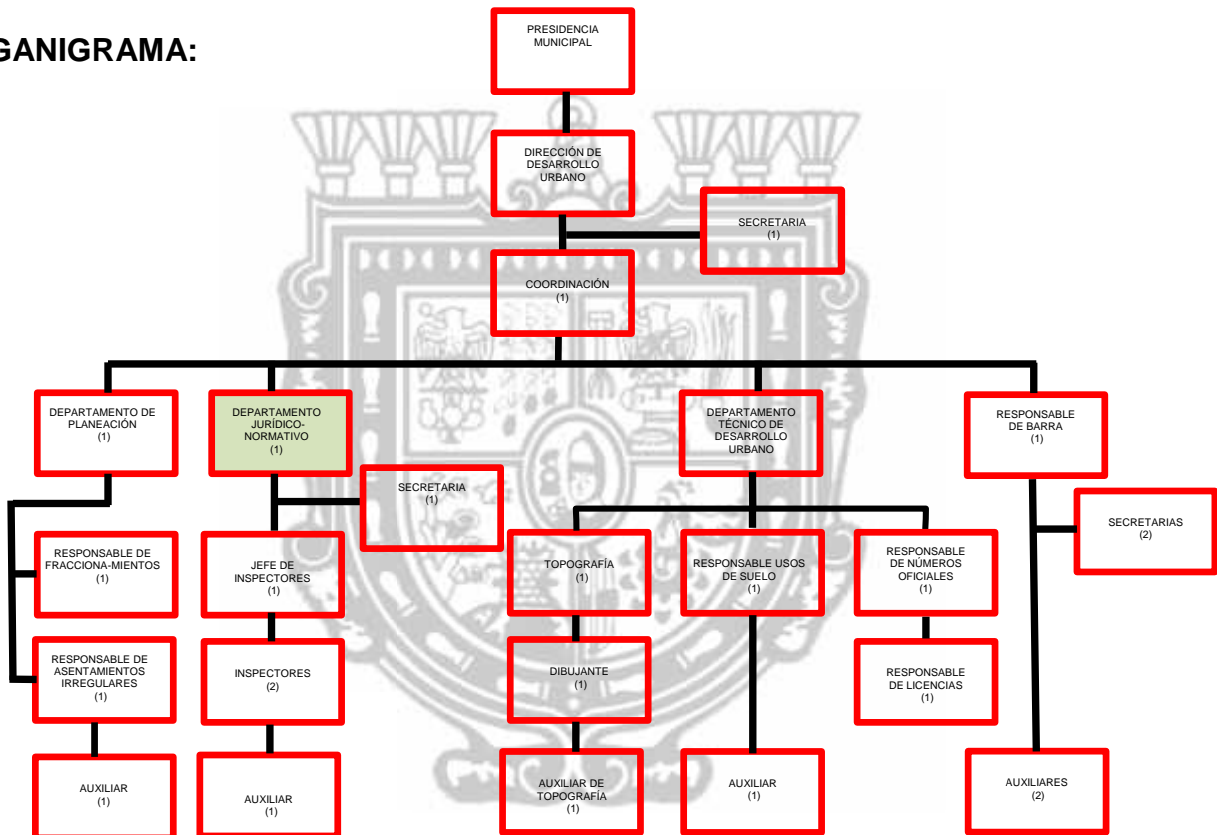 GANIGRAMA:
PRESIDENCIA
MUNICIPAL
DIRECCIÓN DE
DESARROLLO
URBANO
SECRETARIA
(1)
COORDINACIÓN
(1)
DEPARTAMENTO DE
PLANEACIÓN
(1)
DEPARTAMENTO
JURÍDICO-
NORMATIVO
(1)
DEPARTAMENTO
TÉCNICO DE
DESARROLLO
URBANO
RESPONSABLE
DE BARRA
(1)
SECRETARIA
(1)
SECRETARIAS
(2)
RESPONSABLE DE
FRACCIONA-MIENTOS
(1)
JEFE DE
INSPECTORES
(1)
TOPOGRAFÍA
(1)
RESPONSABLE USOS
DE SUELO
(1)
RESPONSABLE
DE NÚMEROS
OFICIALES
(1)
RESPONSABLE DE
ASENTAMIENTOS
IRREGULARES
(1)
INSPECTORES
(2)
DIBUJANTE
(1)
RESPONSABLE
DE LICENCIAS
(1)
AUXILIAR
(1)
AUXILIAR
(1)
AUXILIAR DE
TOPOGRAFÍA
(1)
AUXILIAR
(1)
AUXILIARES
(2)